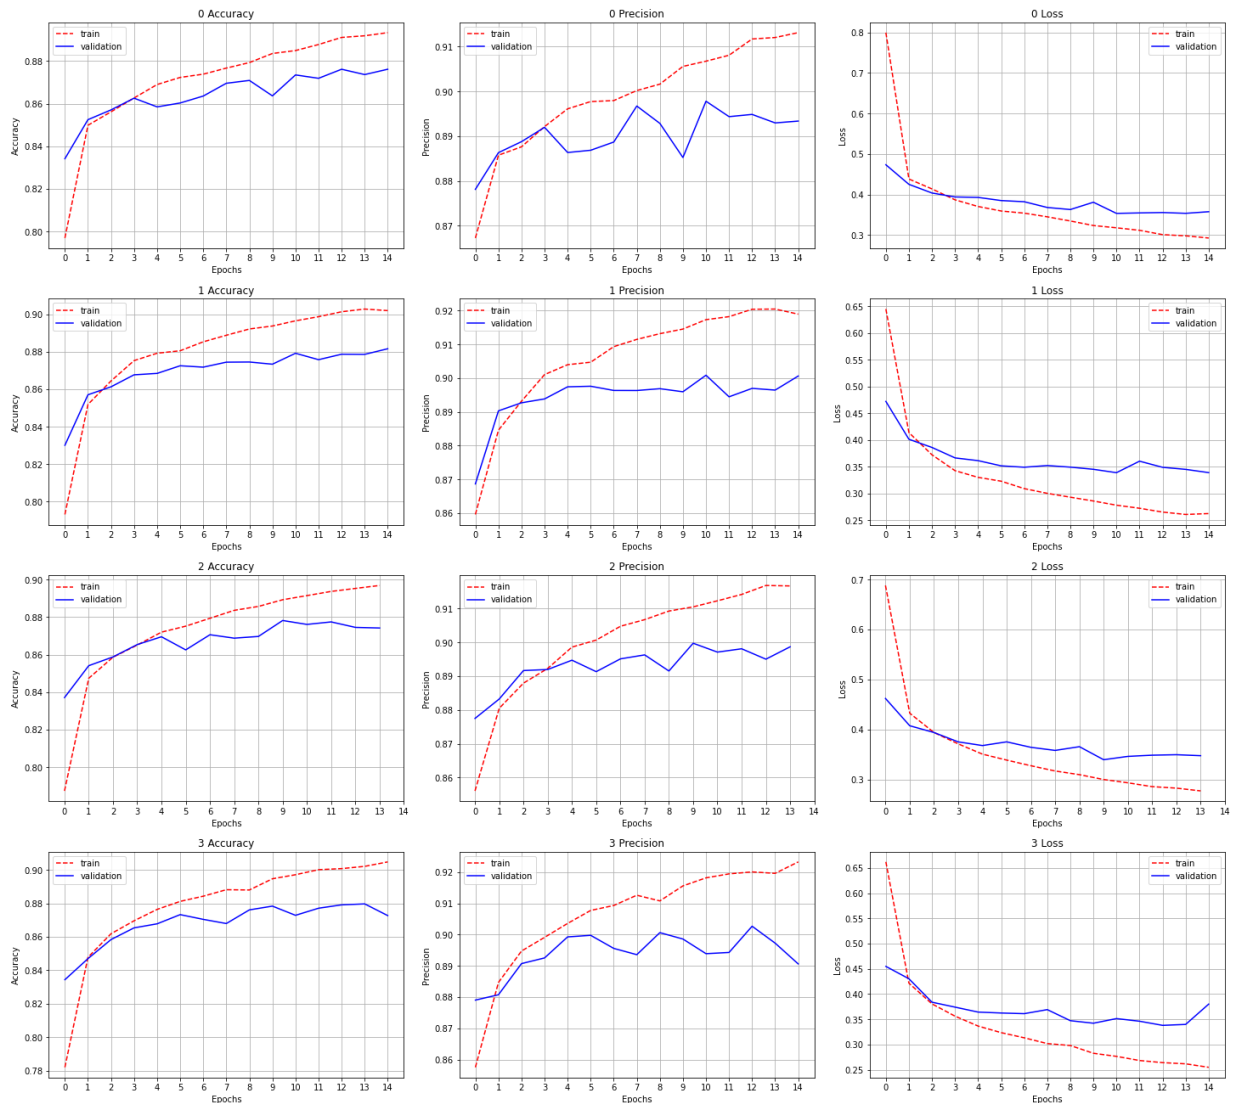 0 Accuracy
train
validation
Accuracy
0.88
0.86
0.84
0.82
0.80
0 1 2 3 4 5 6 7 8 9 10 11 12 13 14
Epochs
0 Precision
train
validation
Precision
0.91
0.90
0.89
0.88
0.87
0 1 2 3 4 5 6 7 8 9 10 11 12 13 14
Epochs
0 Loss
train
validation
Loss
0.8
0.7
0.6
0.5
0.4
0.3
0 1 2 3 4 5 6 7 8 9 10 11 12 13 14
Epochs
1 Accuracy
train
validation
Accuracy
0.90
0.88
0.86
0.84
0.82
0.80
0 1 2 3 4 5 6 7 8 9 10 11 12 13 14
Epochs
1 Precision
train
validation
Precision
0.92
0.91
0.90
0.89
0.88
0.87
0.86
0 1 2 3 4 5 6 7 8 9 10 11 12 13 14
Epochs
1 Loss
train
validation
Loss
0.65
0.60
0.55
0.50
0.45
0.40
0.35
0.30
0.25
0 1 2 3 4 5 6 7 8 9 10 11 12 13 14
Epochs
2 Accuracy
train
validation
Accuracy
0.90
0.88
0.86
0.84
0.82
0.80
0 1 2 3 4 5 6 7 8 9 10 11 12 13 14
Epochs
2 Precision
train
validation
Precision
0.91
0.90
0.89
0.88
0.87
0.86
0 1 2 3 4 5 6 7 8 9 10 11 12 13 14
Epochs
2 Loss
train
validation
Loss
0.7
0.6
0.5
0.4
0.3
0 1 2 3 4 5 6 7 8 9 10 11 12 13 14
Epochs
3 Accuracy
train
validation
Accuracy
0.90
0.88
0.86
0.84
0.82
0.80
0.78
0 1 2 3 4 5 6 7 8 9 10 11 12 13 14
Epochs
3 Precision
train
validation
Precision
0.92
0.91
0.90
0.89
0.88
0.87
0.86
0 1 2 3 4 5 6 7 8 9 10 11 12 13 14
Epochs
3 Loss
train
validation
Loss
0.65
0.60
0.55
0.50
0.45
0.40
0.35
0.30
0.25
0 1 2 3 4 5 6 7 8 9 10 11 12 13 14
Epochs